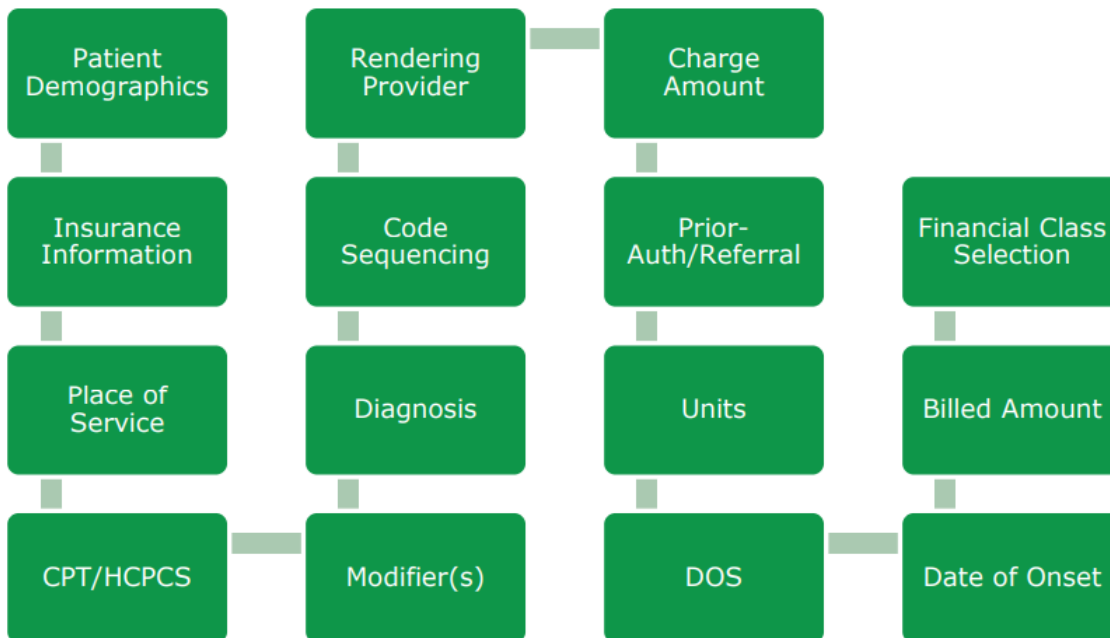 Patient
Demographics
Insurance
Information
Place of
Service
CPT/HCPCS
Modifier(s)
Diagnosis
Code
Sequencing
Rendering
Provider
Charge
Amount
Prior-
Auth/Referral
Units
DOS
Date of Onset
Billed Amount
Financial Class
Selection